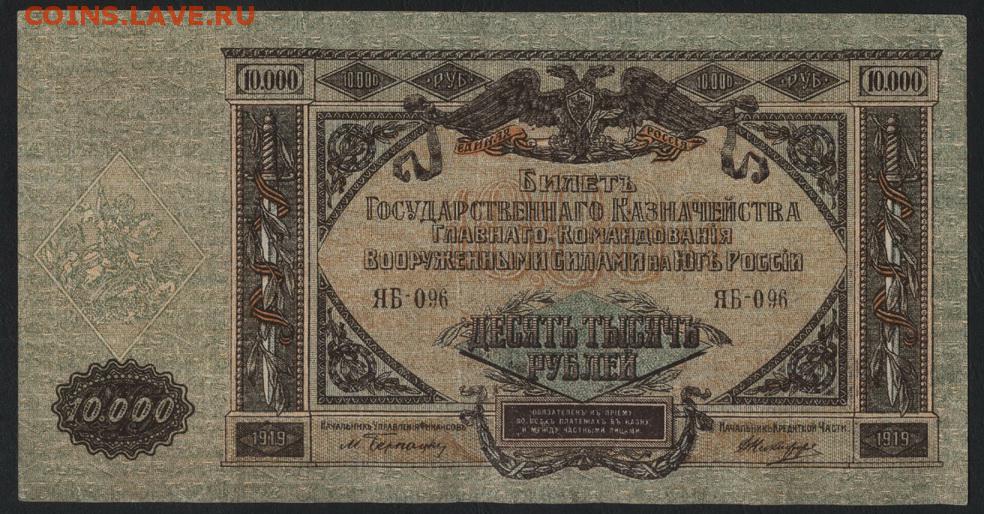 COINS.LAVE.РУ
10.000 10.000 РУБ 10.000 РУБ 10.000
ЕДИНАЯ РОССІЯ
БИЛЕТЪ
ГОСУДАРСТВЕННАГО КАЗНАЧЕЙСТВА
ГЛАВНАГО КОМАНДОВАНІЯ
ВООРУЖЕННЫМИ СИЛАМИ НА ЮГѢ РОССІИ
ЯБ-096 ЯБ-096
ДЕСЯТЬ ТЫСЯЧЪ
РУБЛЕЙ
10.000
ОБЯЗАТЕЛЕНЪ КЪ ПРІЕМУ
ВО ВСѢХЪ ПЛАТЕЖАХЪ ВЪ КАЗНУ
И МЕЖДУ ЧАСТНЫМИ ЛИЦАМИ.
НАЧАЛЬНИКЪ УПРАВЛЕНІЯ ФИНАНСОВЪ НАЧАЛЬНИКЪ КРЕДИТНОЙ ЧАСТИ
1919 1919